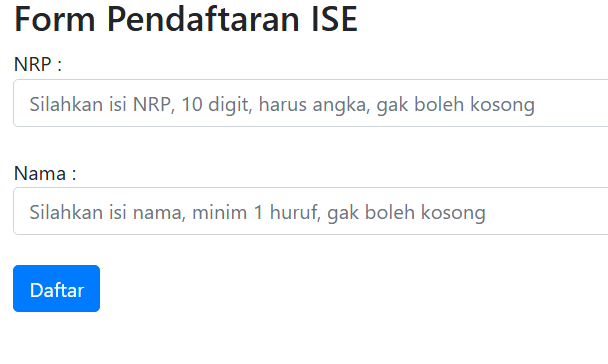 Form Pendaftaran ISE
NRP :
Silahkan isi NRP, 10 digit, harus angka, gak boleh kosong
Nama :
Silahkan isi nama, minim 1 huruf, gak boleh kosong
Daftar